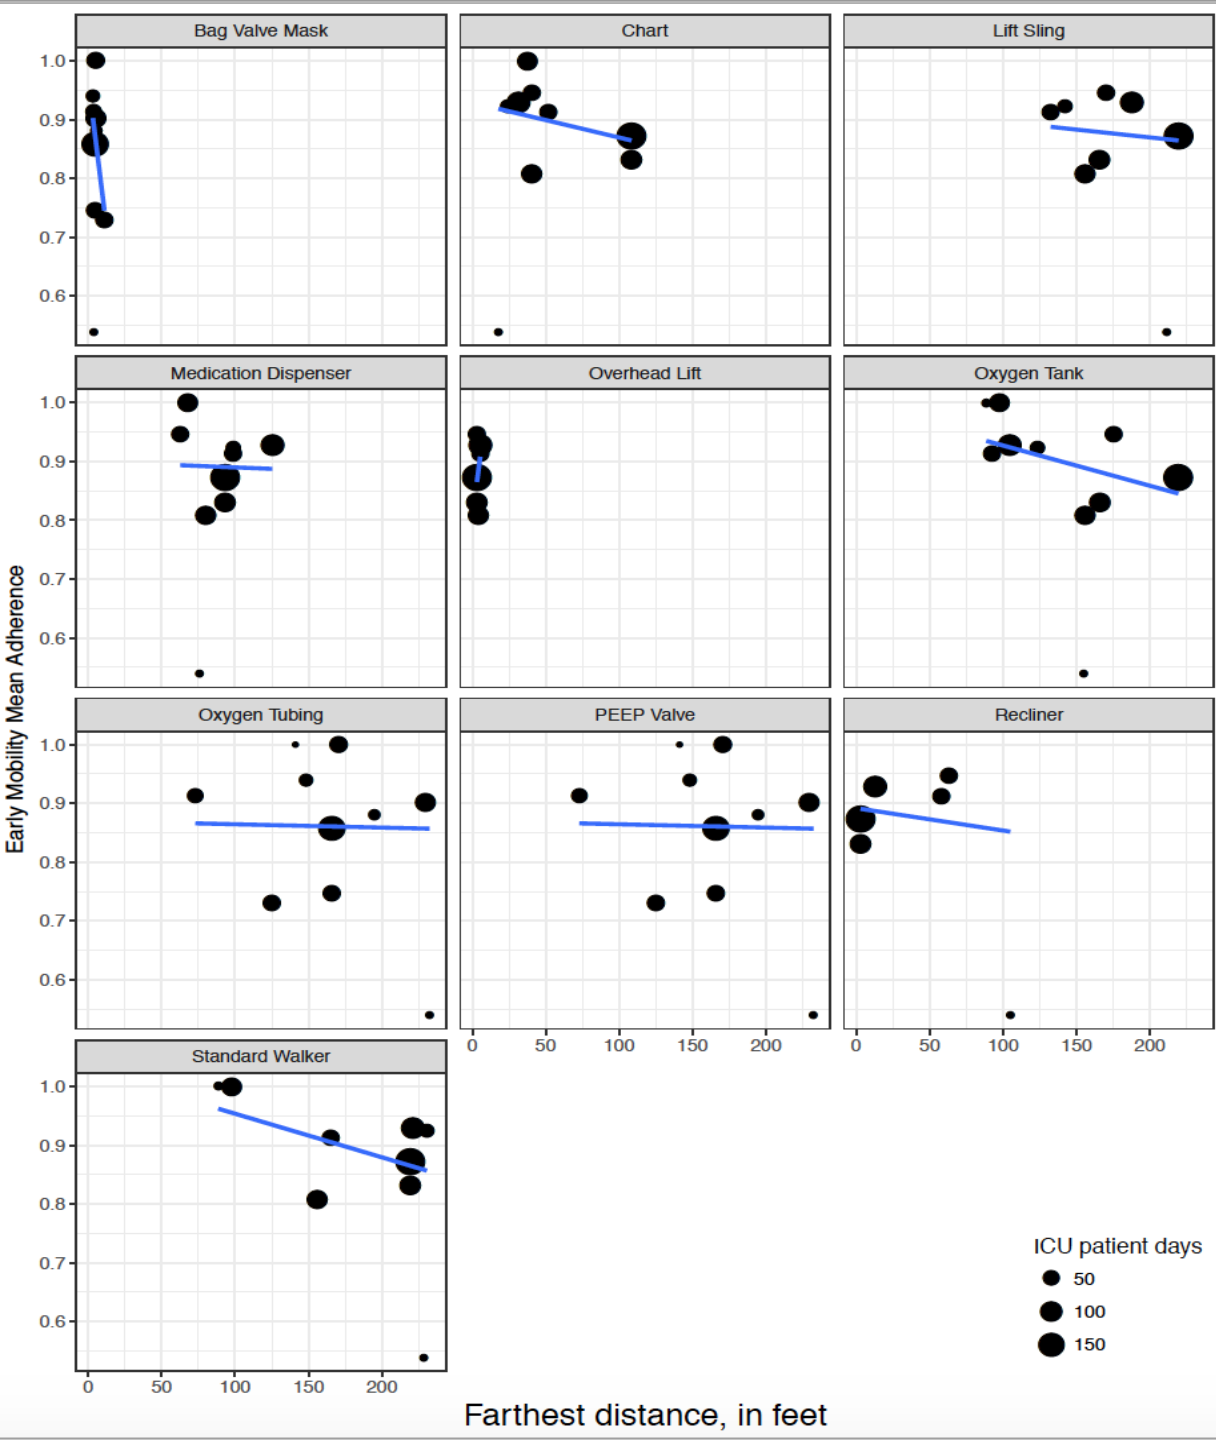 Bag Valve Mask
Chart
Lift Sling
1.0
0.9
0.8
0.7
0.6
Medication Dispenser
Overhead Lift
Oxygen Tank
1.0
0.9
0.8
0.7
0.6
Early Mobility Mean Adherence
Oxygen Tubing
PEEP Valve
Recliner
1.0
0.9
0.8
0.7
0.6
0 50 100 150 200
0 50 100 150 200
Standard Walker
1.0
0.9
0.8
0.7
0.6
0 50 100 150 200
ICU patient days
50
100
150
Farthest distance, in feet